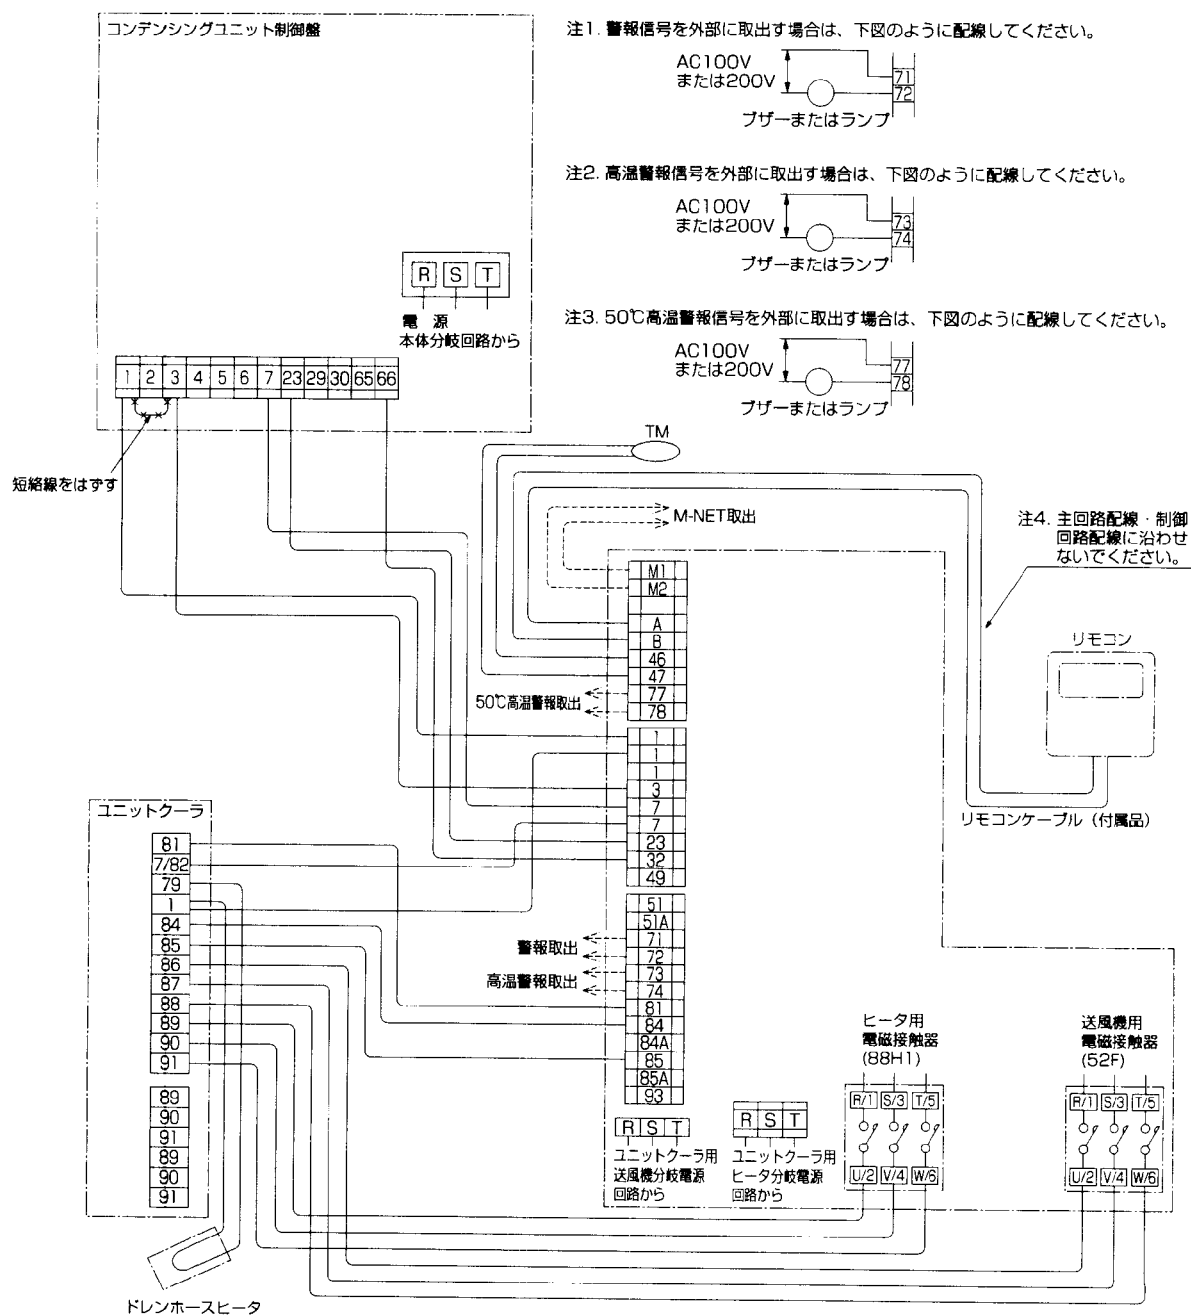 コンデンシングユニット制御盤
R S T
電 源
本体分岐回路から
1 2 3 4 5 6 7 23 29 30 65 66
短絡線をはずす
注1. 警報信号を外部に取出す場合は、下図のように配線してください。
AC100V
または200V
71
72
ブザーまたはランプ
注2. 高温警報信号を外部に取出す場合は、下図のように配線してください。
AC100V
または200V
73
74
ブザーまたはランプ
注3. 50℃高温警報信号を外部に取出す場合は、下図のように配線してください。
AC100V
または200V
77
78
ブザーまたはランプ
TM
M-NET取出
注4. 主回路配線・制御
回路配線に沿わせ
ないでください。
リモコン
リモコンケーブル（付属品）
M1
M2
A
B
46
47
77
78
50℃高温警報取出
1
1
1
3
7
7
23
32
49
51
51A
71
72
73
74
81
84
84A
85
85A
93
警報取出
高温警報取出
ユニットクーラ
81
7/82
79
1
84
85
86
87
88
89
90
91
89
90
91
89
90
91
ドレンホースヒータ
R S T
ユニットクーラ用
送風機分岐電源
回路から
R S T
ユニットクーラ用
ヒータ分岐電源
回路から
ヒータ用
電磁接触器
(88H1)
R/1 S/3 T/5
U/2 V/4 W/6
送風機用
電磁接触器
(52F)
R/1 S/3 T/5
U/2 V/4 W/6